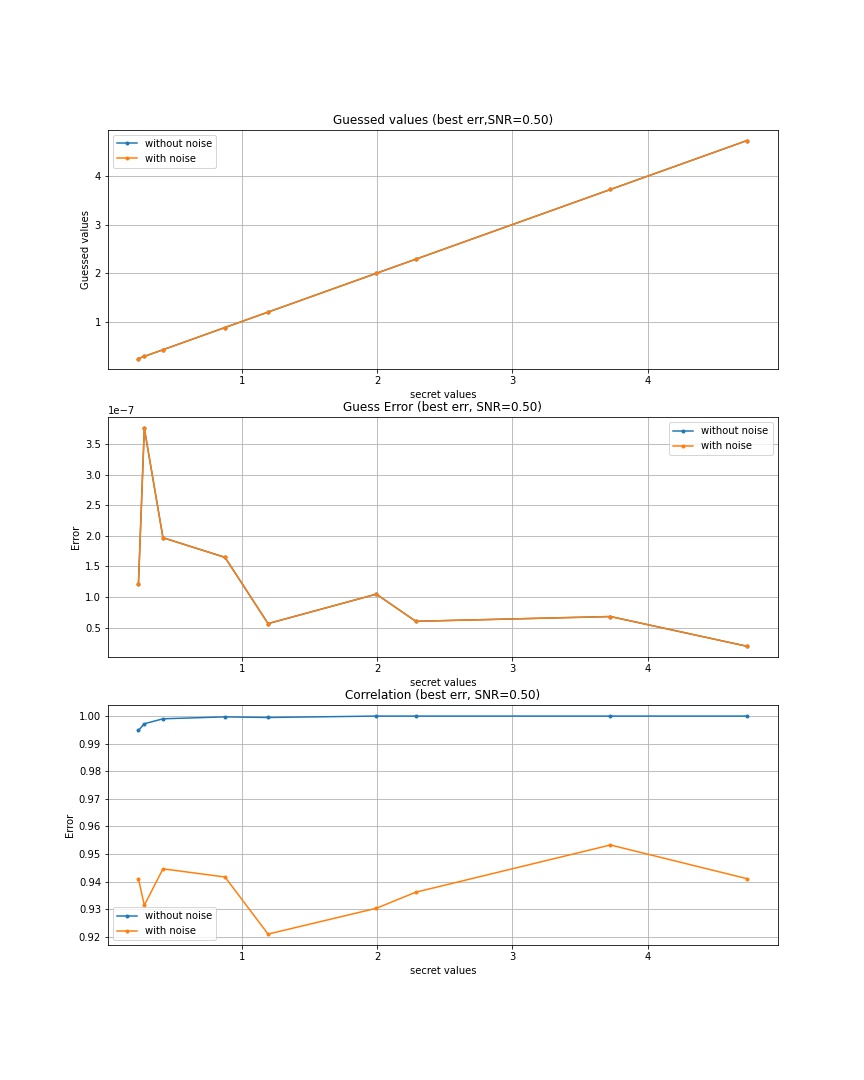 Guessed values (best err,SNR=0.50)
without noise
with noise
4
3
2
1
Guessed values
1 2 3 4
secret values
Guess Error (best err, SNR=0.50)
1e−7
without noise
with noise
3.5
3.0
2.5
2.0
1.5
1.0
0.5
Error
1 2 3 4
secret values
Correlation (best err, SNR=0.50)
1.00
0.99
0.98
0.97
0.96
0.95
0.94
0.93
0.92
Error
without noise
with noise
1 2 3 4
secret values